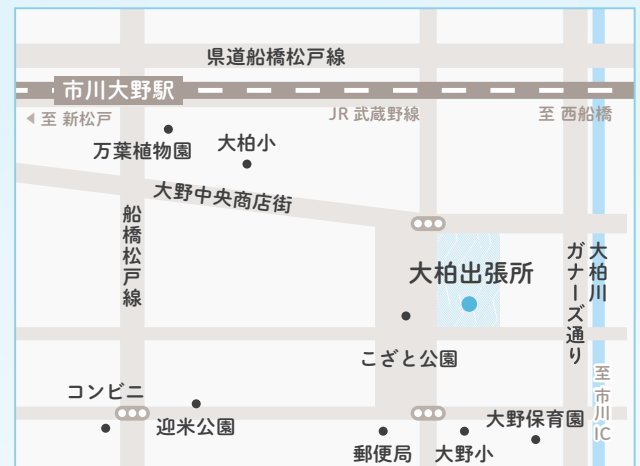 県道船橋松戸線
市川大野駅
至 新松戸
JR 武蔵野線
至 西船橋
万葉植物園
大柏小
大野中央商店街
船橋松戸線
大柏出張所
大柏川
ガナーズ通り
こざと公園
至 市川IC
コンビニ
迎米公園
大野保育園
郵便局
大野小